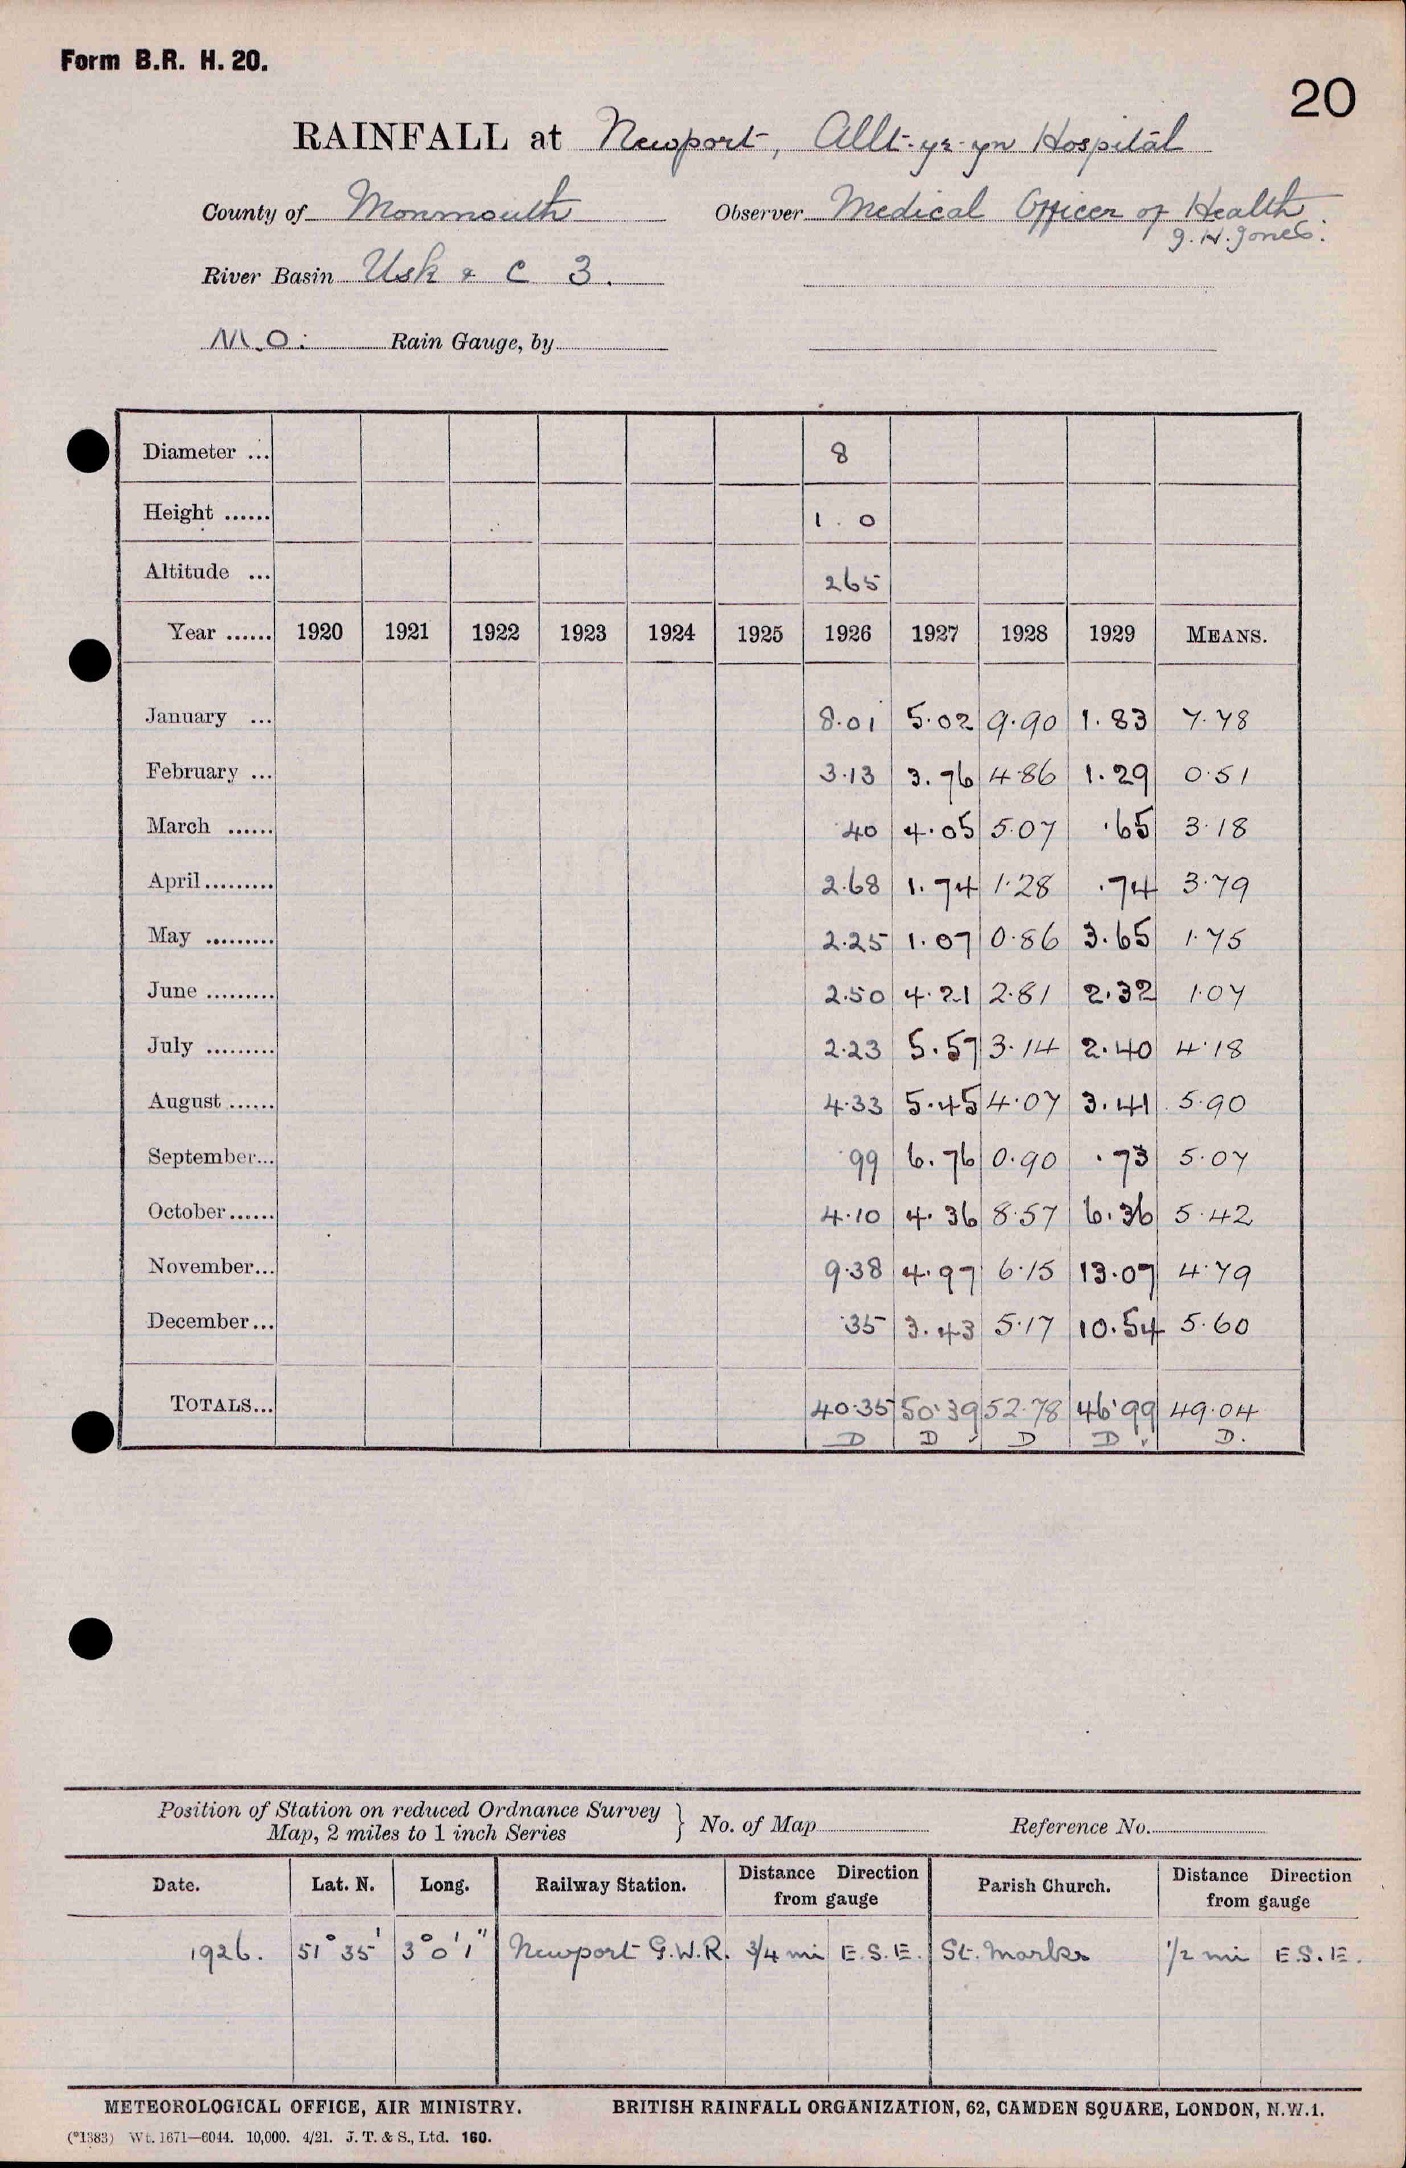 Form B.R. H. 20.
20
RAINFALL at Newport, Allt-yr-yn Hospital
County of Monmouth Observer Medical Officer of Health
J. H. Jones.
River Basin Usk & C 3.
M.O. Rain Gauge, by
Diameter ... 8
Height ...... 1.0
Altitude ... 265
Year ...... 1920 1921 1922 1923 1924 1925 1926 1927 1928 1929 MEANS.
January ... 8.01 5.02 9.90 1.83 7.78
February ... 3.13 3.76 4.86 1.29 0.51
March ...... .40 4.05 5.07 .65 3.18
April ......... 2.68 1.74 1.28 .74 3.79
May ......... 2.25 1.07 0.86 3.65 1.75
June ......... 2.50 4.21 2.81 2.32 1.07
July ......... 2.23 5.57 3.14 2.40 4.18
August ...... 4.33 5.45 4.07 3.41 5.90
September... .99 6.76 0.90 .73 5.07
October ...... 4.10 4.36 8.57 6.36 5.42
November... 9.38 4.97 6.15 13.07 4.79
December... .35 3.43 5.17 10.54 5.60
TOTALS... 40.35 50.39 52.78 46.99 49.04
D D D D D.
Position of Station on reduced Ordnance Survey
Map, 2 miles to 1 inch Series } No. of Map Reference No.
Date. Lat. N. Long. Railway Station. Distance Direction from gauge Parish Church. Distance Direction from gauge
1926. 51° 35' 3° 0' 1" Newport G.W.R. 3/4 mi E.S.E. St. Marks 1/2 mi E.S.E.
METEOROLOGICAL OFFICE, AIR MINISTRY. BRITISH RAINFALL ORGANIZATION, 62, CAMDEN SQUARE, LONDON, N.W.1.
(*1383) Wt. 1671—6044. 10,000. 4/21. J. T. & S., Ltd. 160.